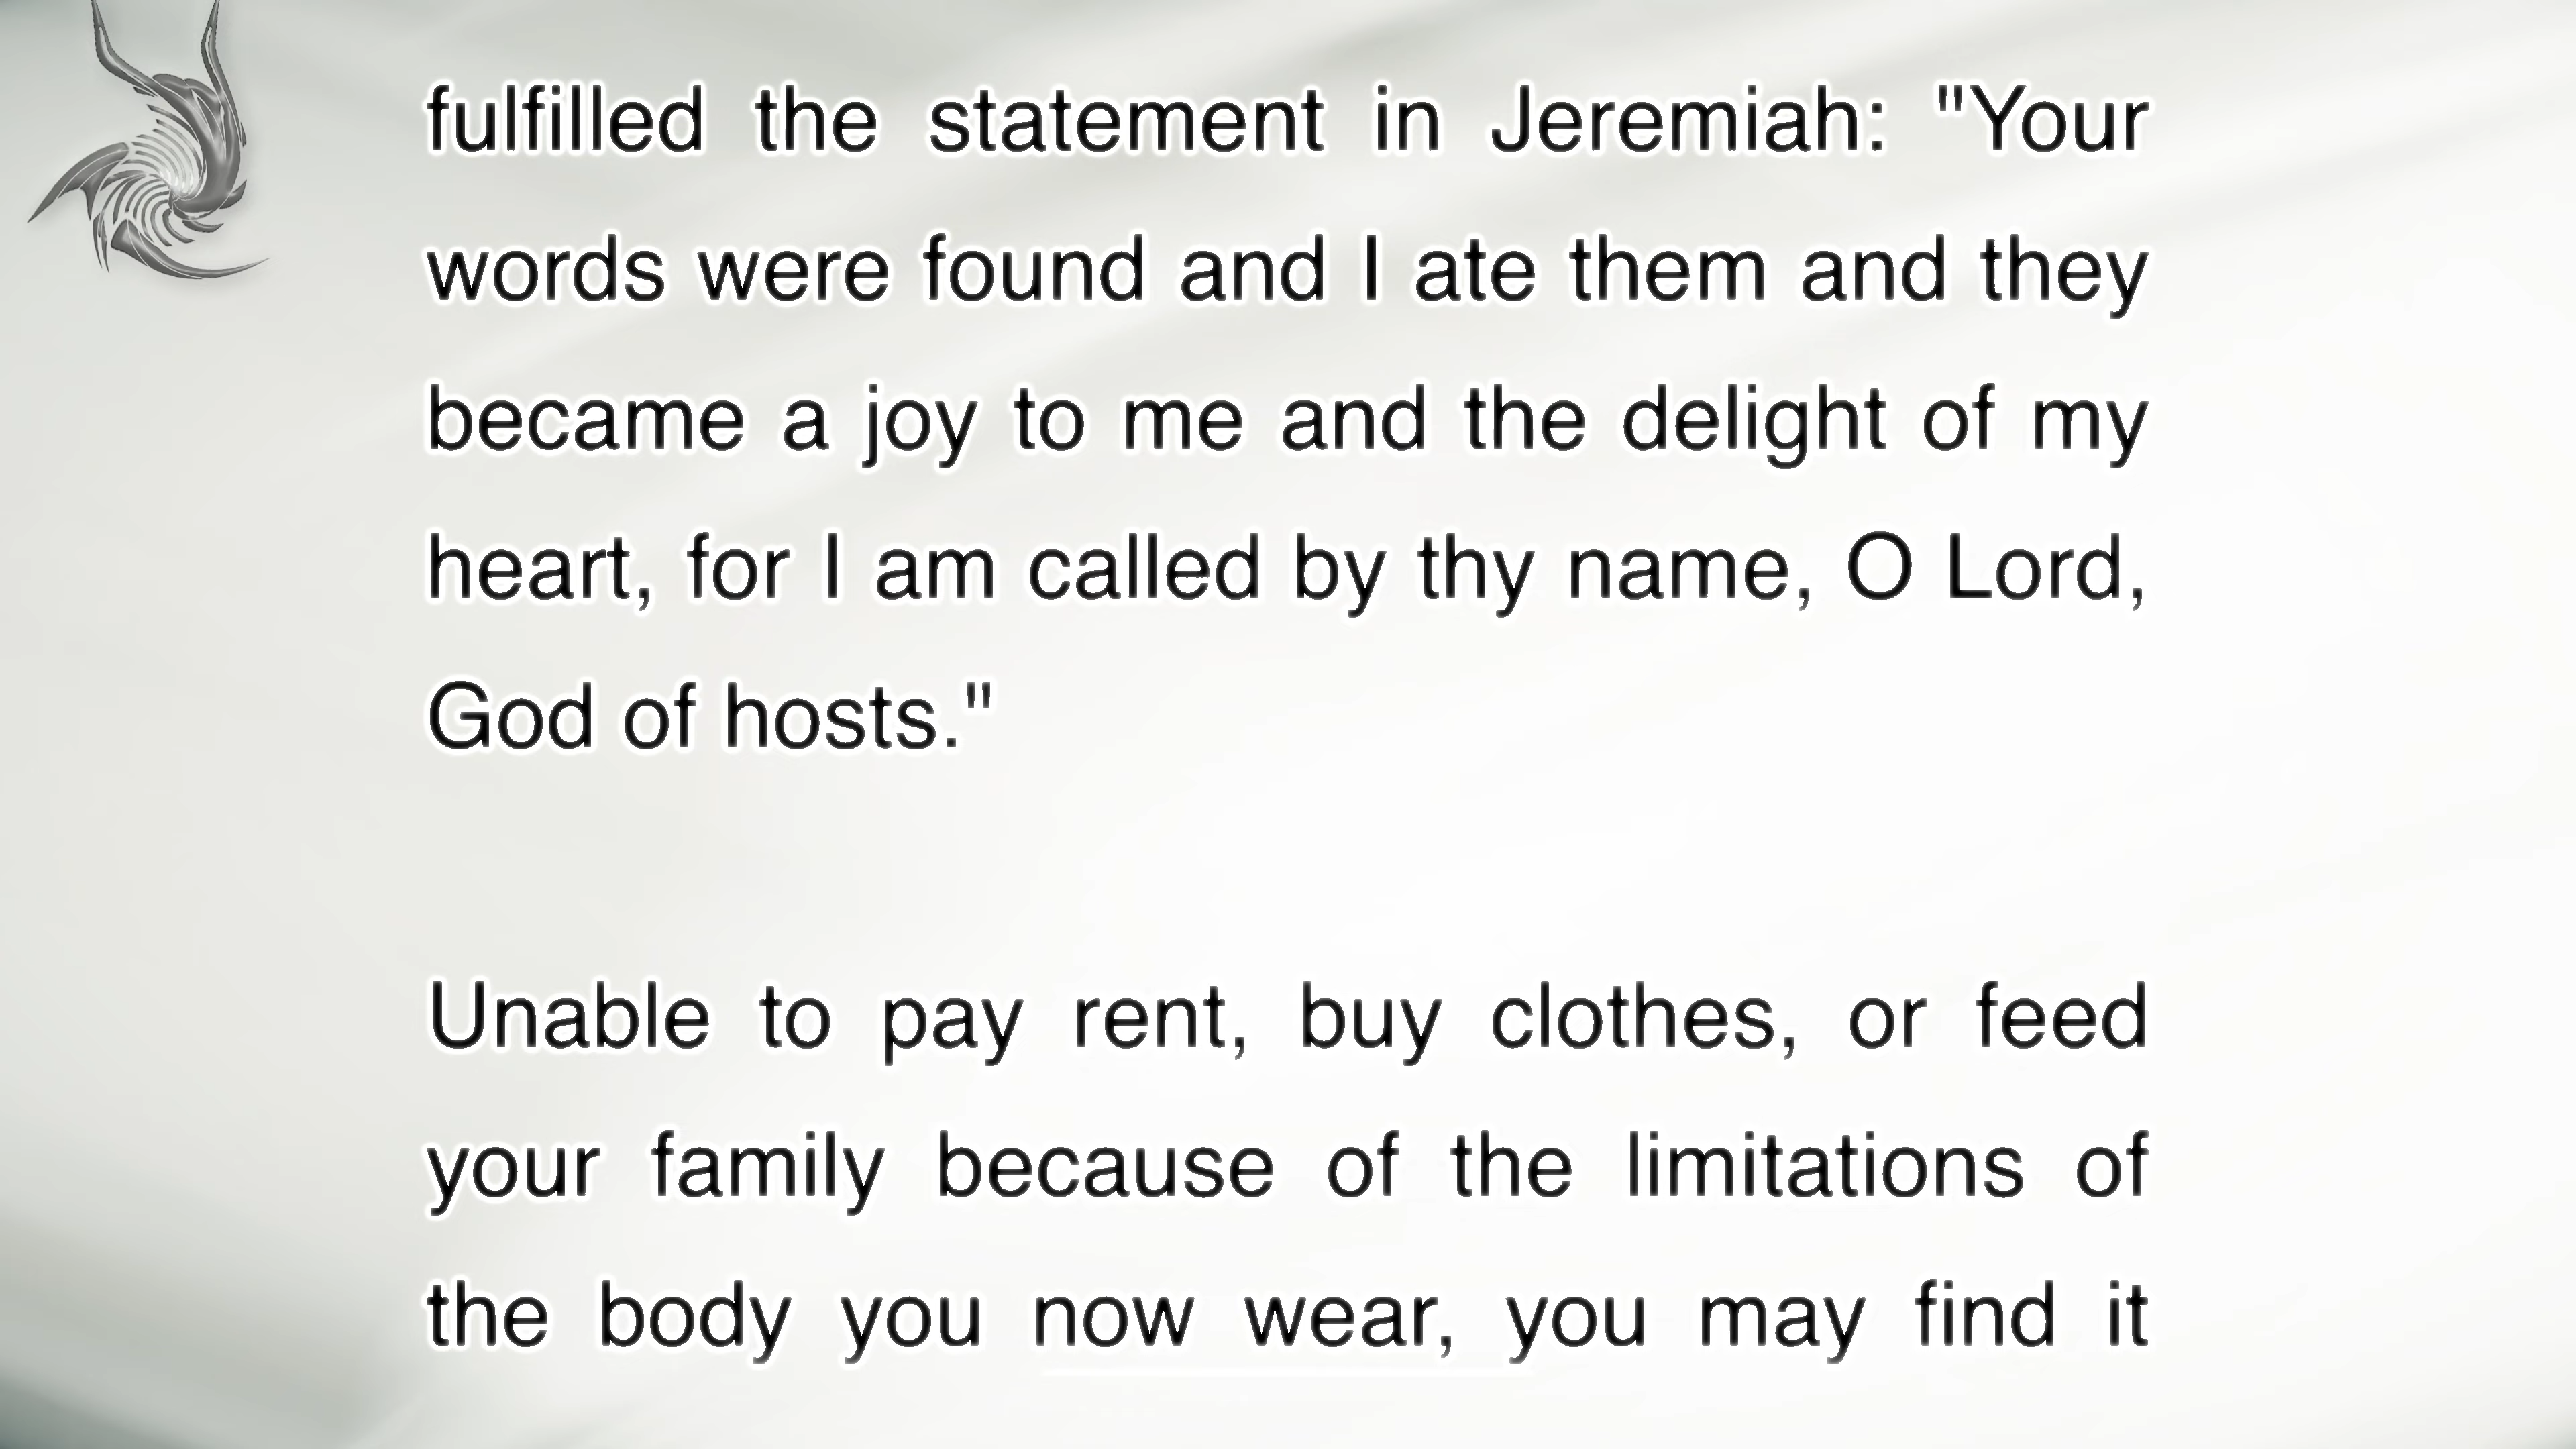 fulfilled the statement in Jeremiah: "Your
words were found and I ate them and they
became a joy to me and the delight of my
heart, for I am called by thy name, O Lord,
God of hosts."
Unable to pay rent, buy clothes, or feed
your family because of the limitations of
the body you now wear, you may find it